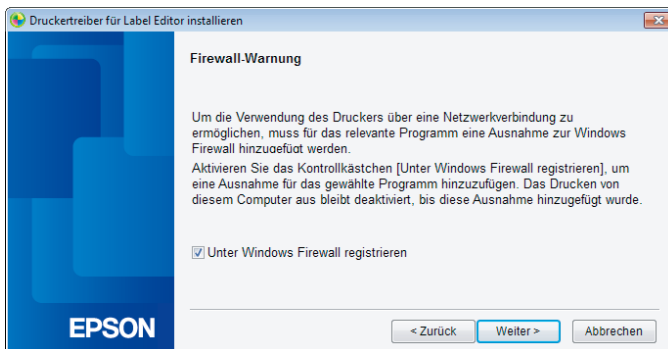 Druckertreiber für Label Editor installieren
Firewall-Warnung
Um die Verwendung des Druckers über eine Netzwerkverbindung zu
ermöglichen, muss für das relevante Programm eine Ausnahme zur Windows
Firewall hinzugefügt werden.
Aktivieren Sie das Kontrollkästchen [Unter Windows Firewall registrieren], um
eine Ausnahme für das gewählte Programm hinzuzufügen. Das Drucken von
diesem Computer aus bleibt deaktiviert, bis diese Ausnahme hinzugefügt wurde.
Unter Windows Firewall registrieren
EPSON
< Zurück Weiter > Abbrechen